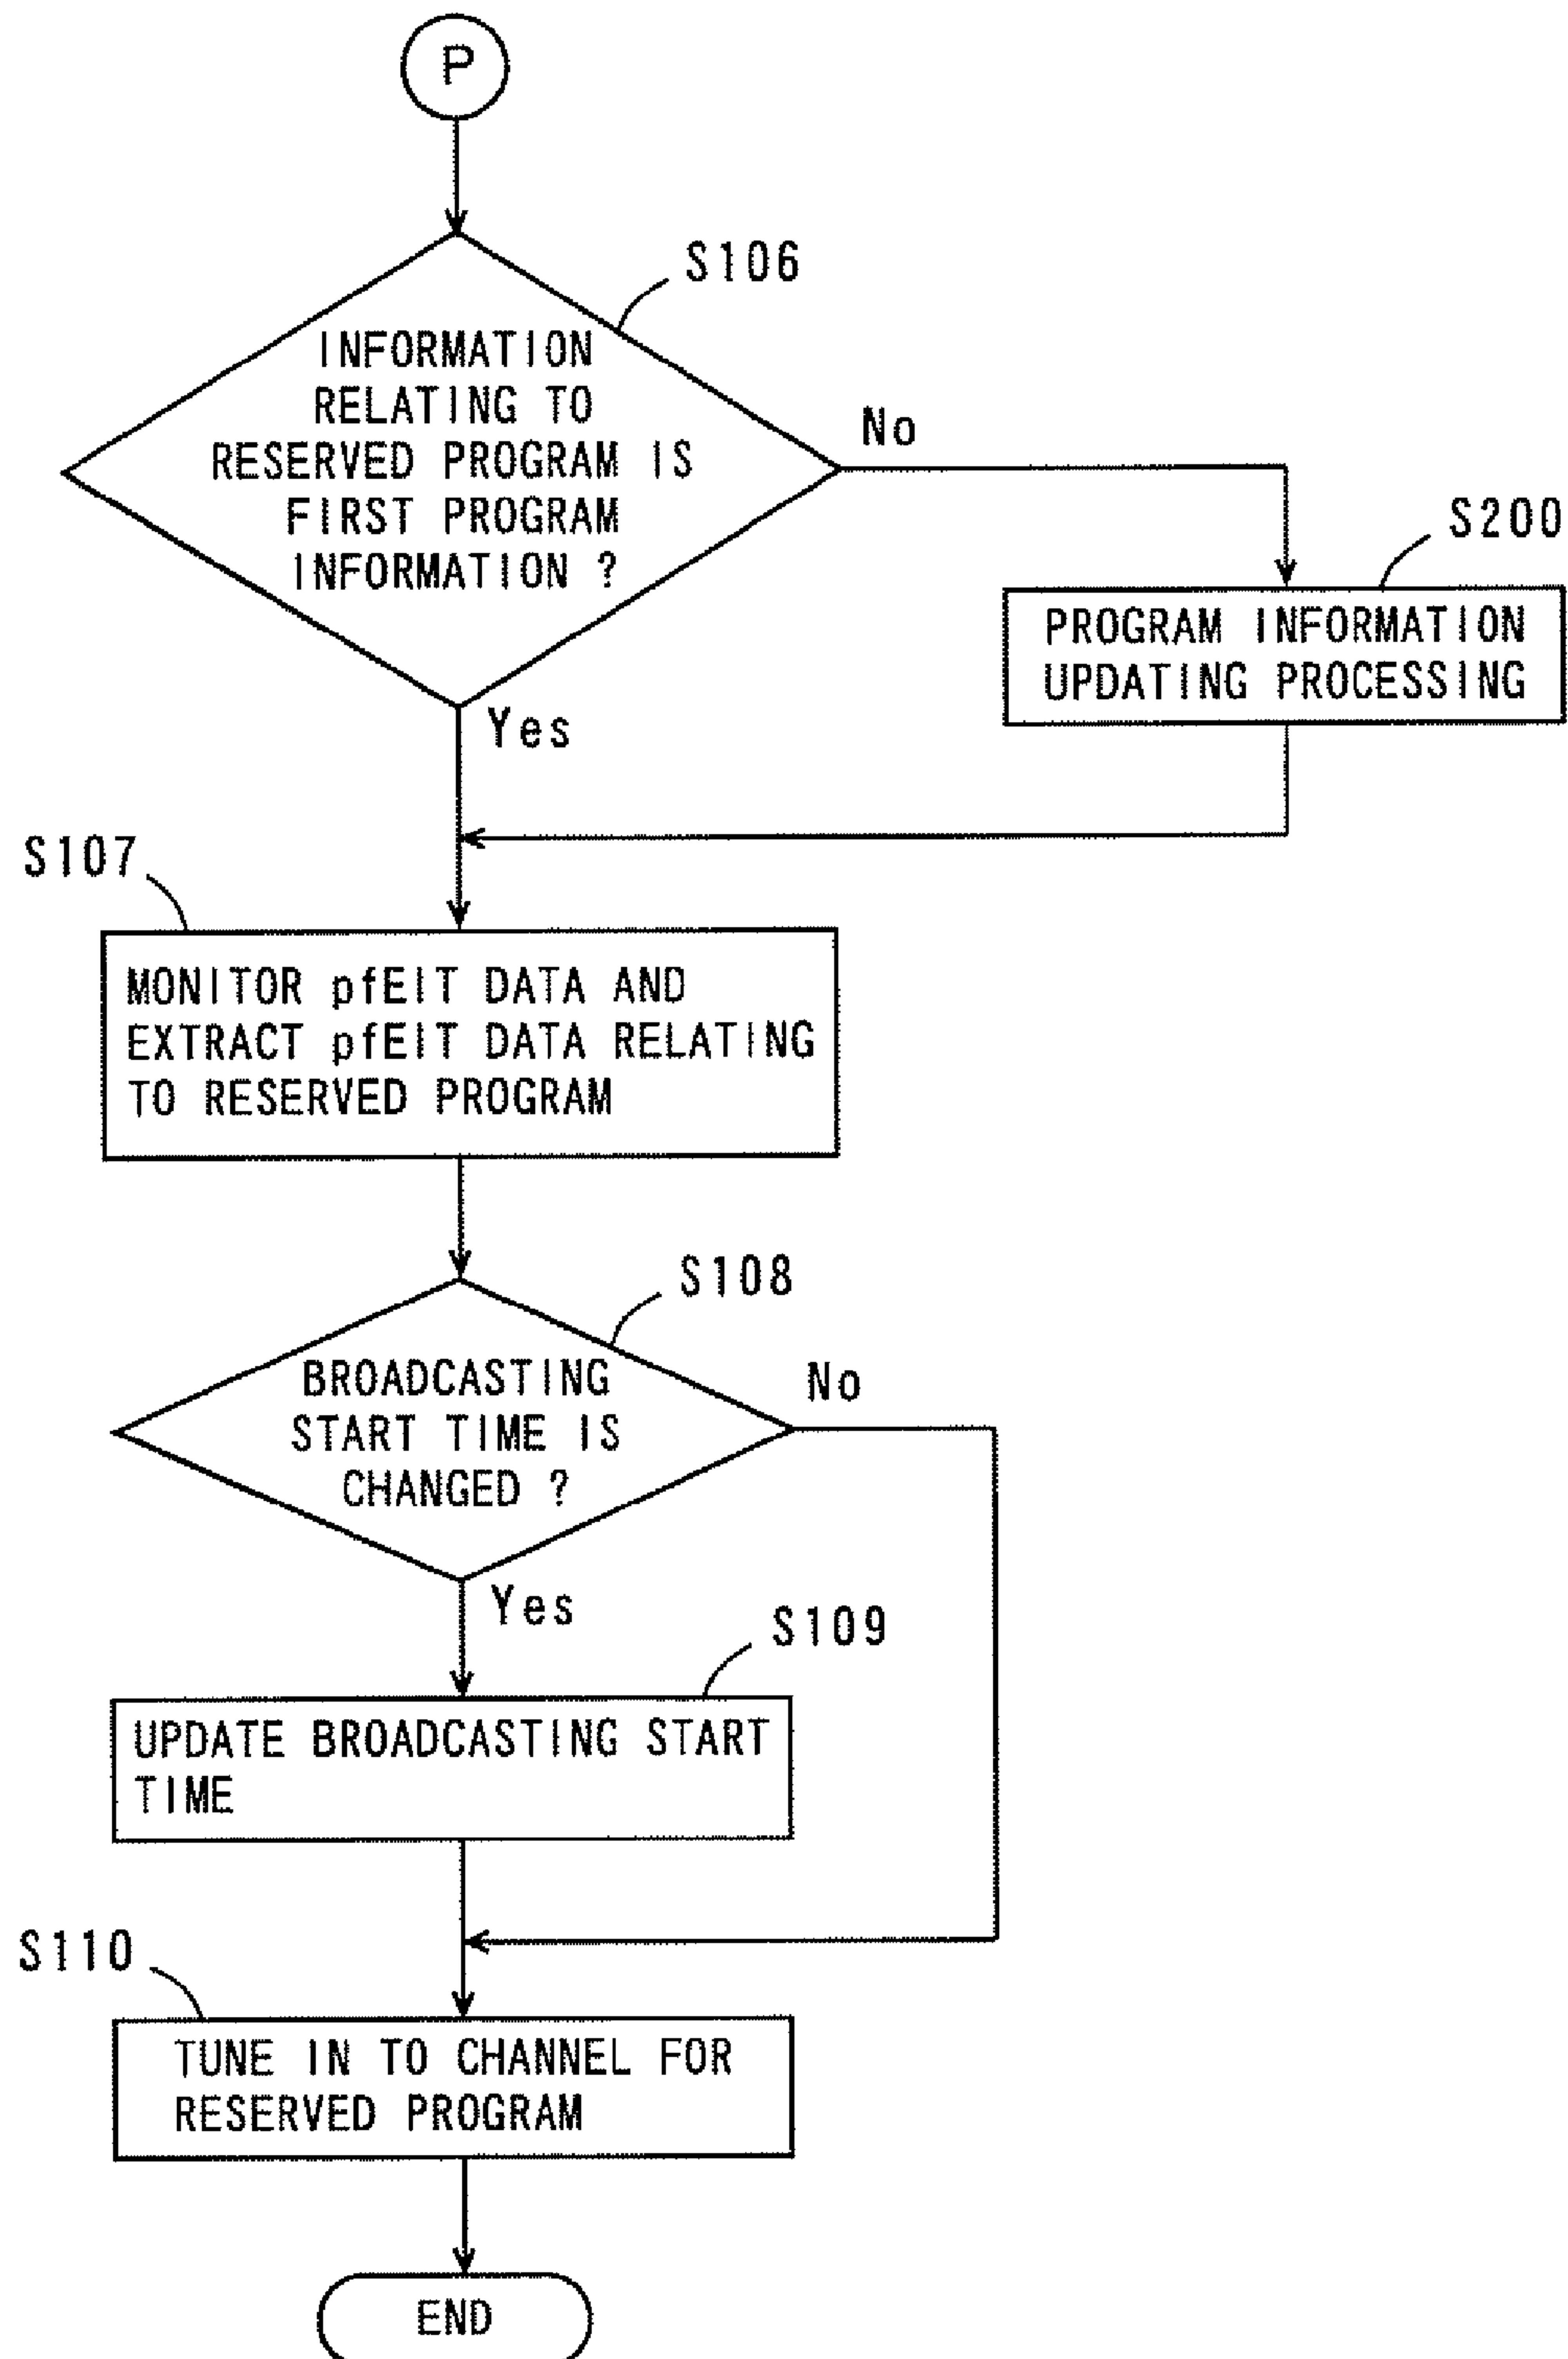 P
S106
INFORMATION
RELATING TO
RESERVED PROGRAM IS
FIRST PROGRAM
INFORMATION ?
No
S200
PROGRAM INFORMATION
UPDATING PROCESSING
Yes
S107
MONITOR pfEIT DATA AND
EXTRACT pfEIT DATA RELATING
TO RESERVED PROGRAM
S108
BROADCASTING
START TIME IS
CHANGED ?
No
Yes
S109
UPDATE BROADCASTING START
TIME
S110
TUNE IN TO CHANNEL FOR
RESERVED PROGRAM
END